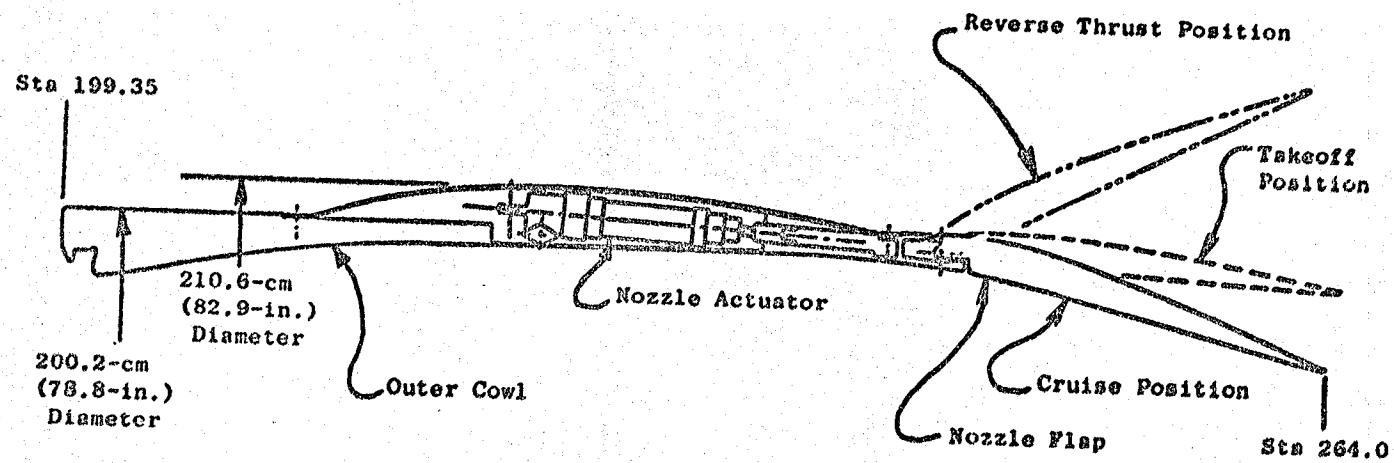 Reverse Thrust Position
Sta 199.35
Takeoff
Position
210.6-cm
(82.9-in.)
Diameter
Nozzle Actuator
200.2-cm
(78.8-in.)
Diameter
Outer Cowl
Cruise Position
Nozzle Flap
Sta 264.0